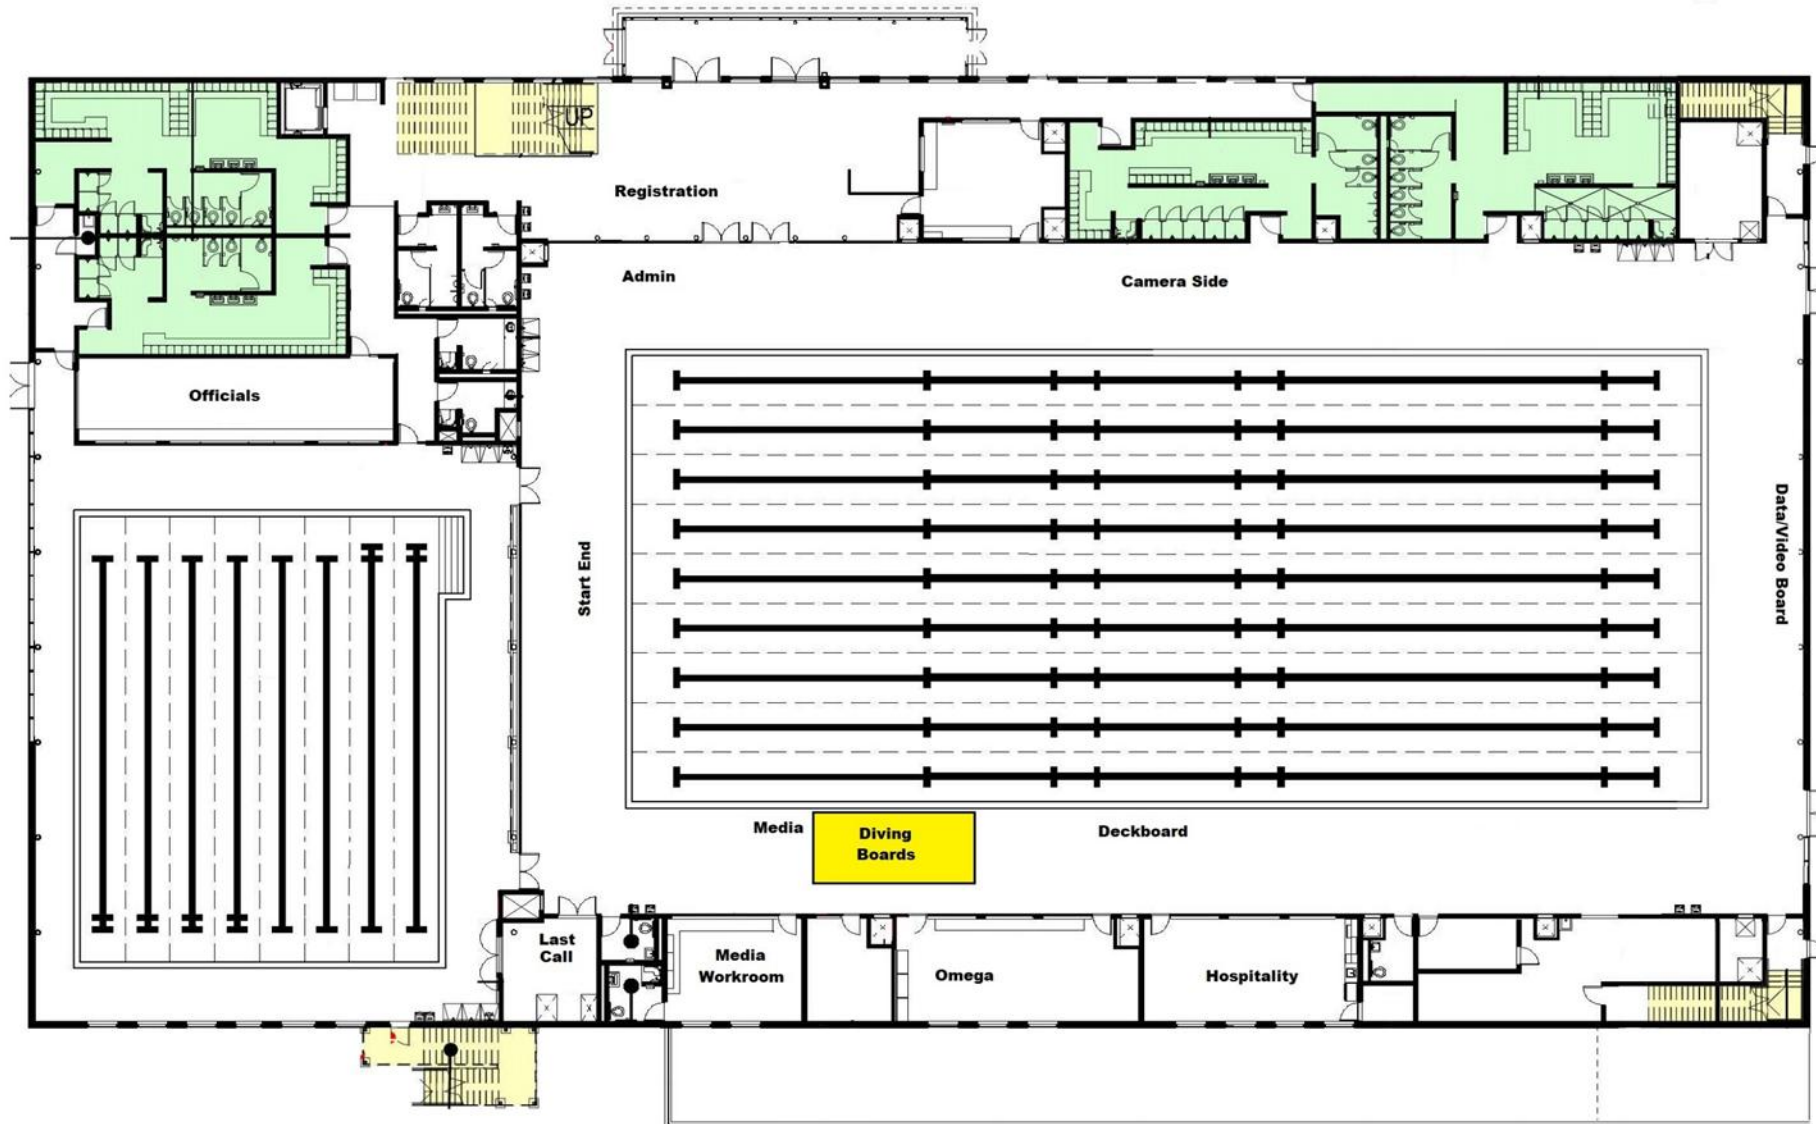 UP
Registration
Admin
Camera Side
Officials
Start End
Data/Video Board
Media
Diving
Boards
Deckboard
Last
Call
Media
Workroom
Omega
Hospitality